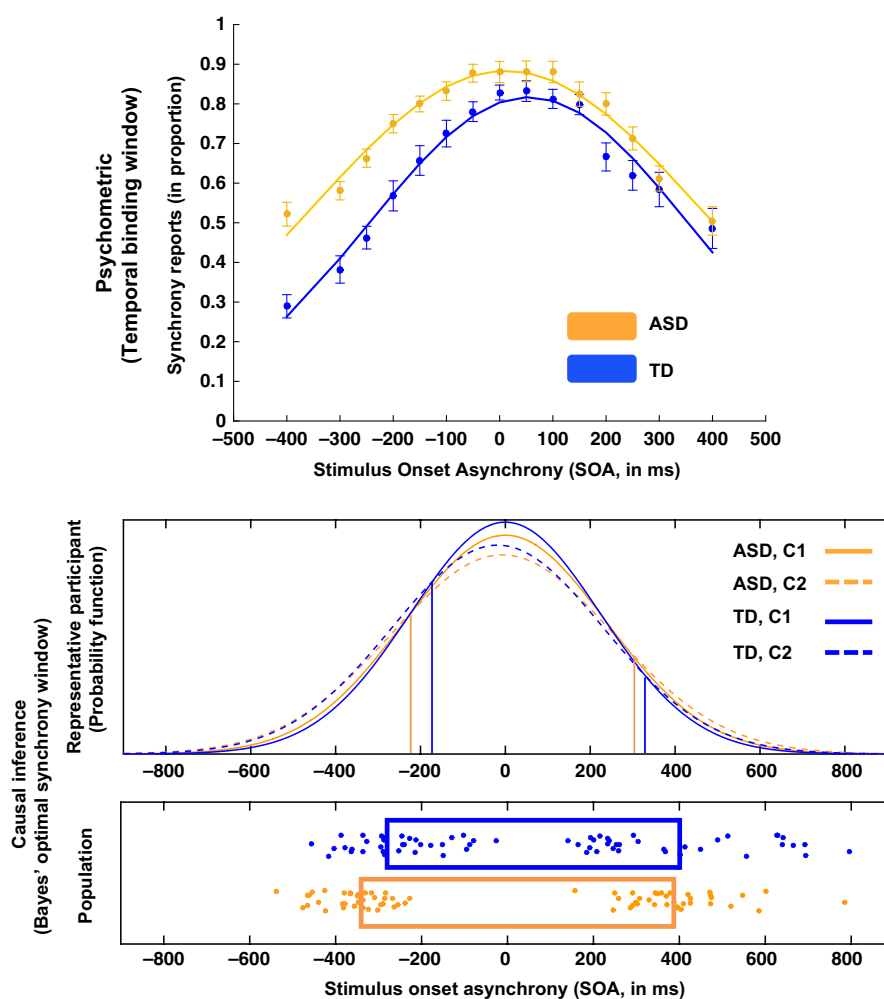 1
0.9
0.8
0.7
0.6
0.5
0.4
0.3
0.2
0.1
0
Psychometric
(Temporal binding window)
Synchrony reports (in proportion)
ASD
TD
−500 −400 −300 −200 −100 0 100 200 300 400 500
Stimulus Onset Asynchrony (SOA, in ms)
Causal inference
(Bayes’ optimal synchrony window)
Representative participant
(Probability function)
ASD, C1
ASD, C2
TD, C1
TD, C2
−800 −600 −400 −200 0 200 400 600 800
Population
−800 −600 −400 −200 0 200 400 600 800
Stimulus onset asynchrony (SOA, in ms)